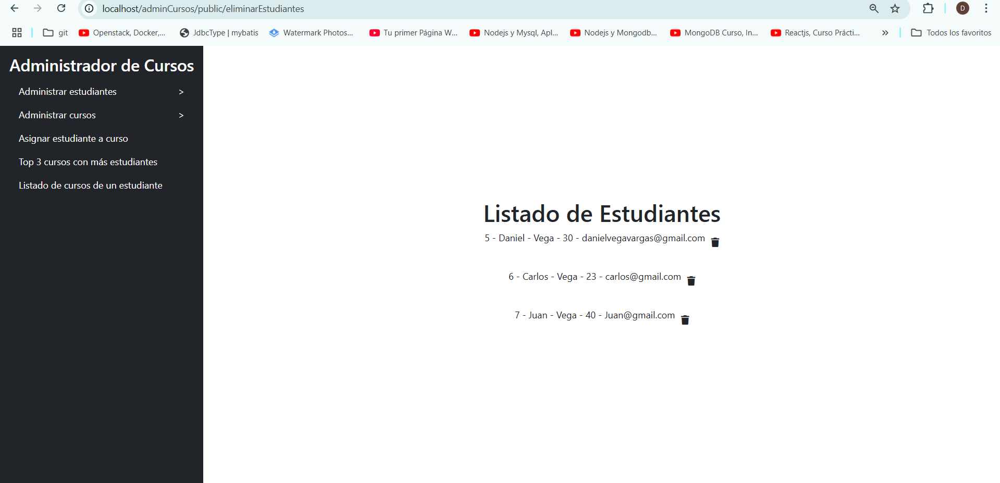 localhost/adminCursos/public/eliminarEstudiantes
D
git
Openstack, Docker,...
JdbcType | mybatis
Watermark Photos...
Tu primer Página W...
Nodejs y Mysql, Apl...
Nodejs y Mongodb...
MongoDB Curso, In...
Reactjs, Curso Prácti...
»
Todos los favoritos
Administrador de Cursos
Administrar estudiantes >
Administrar cursos >
Asignar estudiante a curso
Top 3 cursos con más estudiantes
Listado de cursos de un estudiante
Listado de Estudiantes
5 - Daniel - Vega - 30 - danielvegavargas@gmail.com
6 - Carlos - Vega - 23 - carlos@gmail.com
7 - Juan - Vega - 40 - Juan@gmail.com